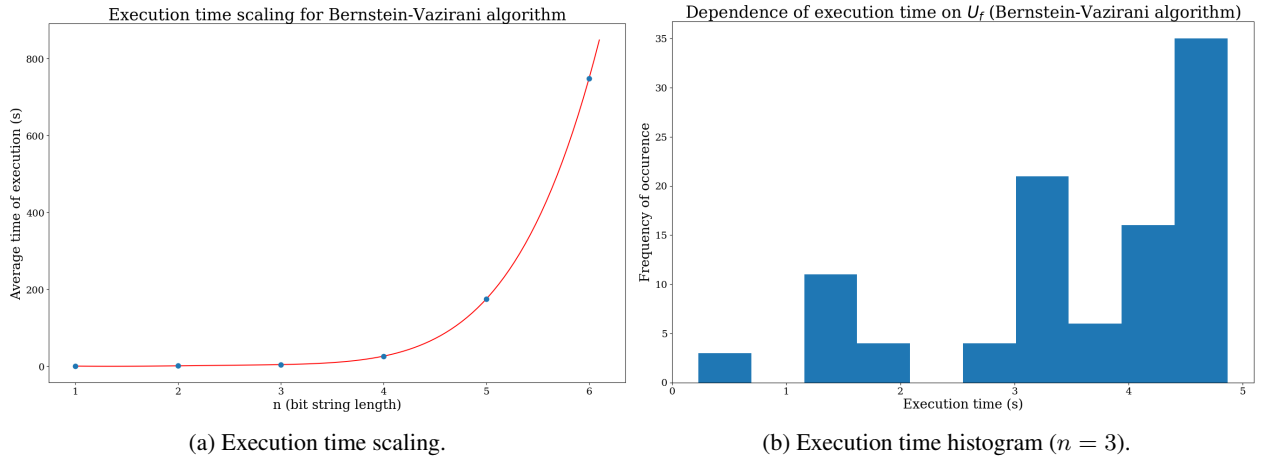 Execution time scaling for Bernstein-Vazirani algorithm
Average time of execution (s)
800
600
400
200
0
1 2 3 4 5 6
n (bit string length)
(a) Execution time scaling.
Dependence of execution time on U_f (Bernstein-Vazirani algorithm)
Frequency of occurence
35
30
25
20
15
10
5
0
0 1 2 3 4 5
Execution time (s)
(b) Execution time histogram (n = 3).